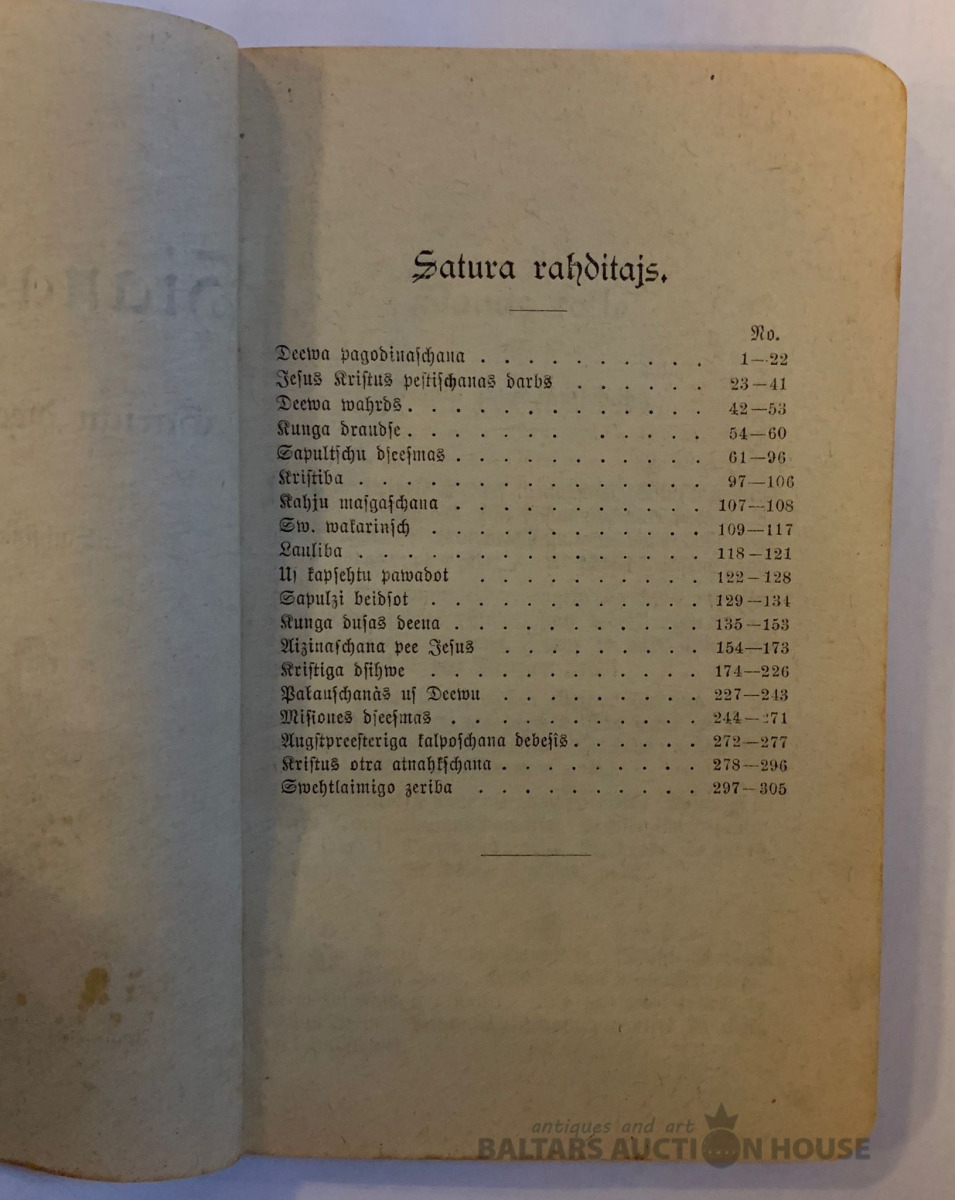 Satura rahditajs.
No.
Deewa pagodinaſchana . . . . . . . . . . 1—22
Jeſus Kriſtus peſtiſchanas darbs . . . . . . 23—41
Deewa wahrds . . . . . . . . . . . . . 42—53
Kunga draudſe . . . . . . . . . . . . 54—60
Sapultſchu dſeeſmas . . . . . . . . . . . 61—96
Kriſtiba . . . . . . . . . . . . . . . 97—106
Kahju maſgaſchana . . . . . . . . . . . 107—108
Sw. wakarinſch . . . . . . . . . . . . 109—117
Lauliba . . . . . . . . . . . . . . . 118—121
Uſ kapſehtu pawadot . . . . . . . . . . 122—128
Sapulzi beidſot . . . . . . . . . . . . 129—134
Kunga duſas deena . . . . . . . . . . . 135—153
Aizinaſchana pee Jeſus . . . . . . . . . 154—173
Kriſtiga dſihwe . . . . . . . . . . . . 174—226
Paļauſchanàs uſ Deewu . . . . . . . . . 227—243
Miſiones dſeeſmas . . . . . . . . . . . 244—271
Augſtpreeſteriga kalpoſchana debeſis . . . . . . 272—277
Kriſtus otra atnahkſchana . . . . . . . . . 278—296
Swehtlaimigo zeriba . . . . . . . . . . 297—305
antiques and art
BALTARS AUCTION HOUSE